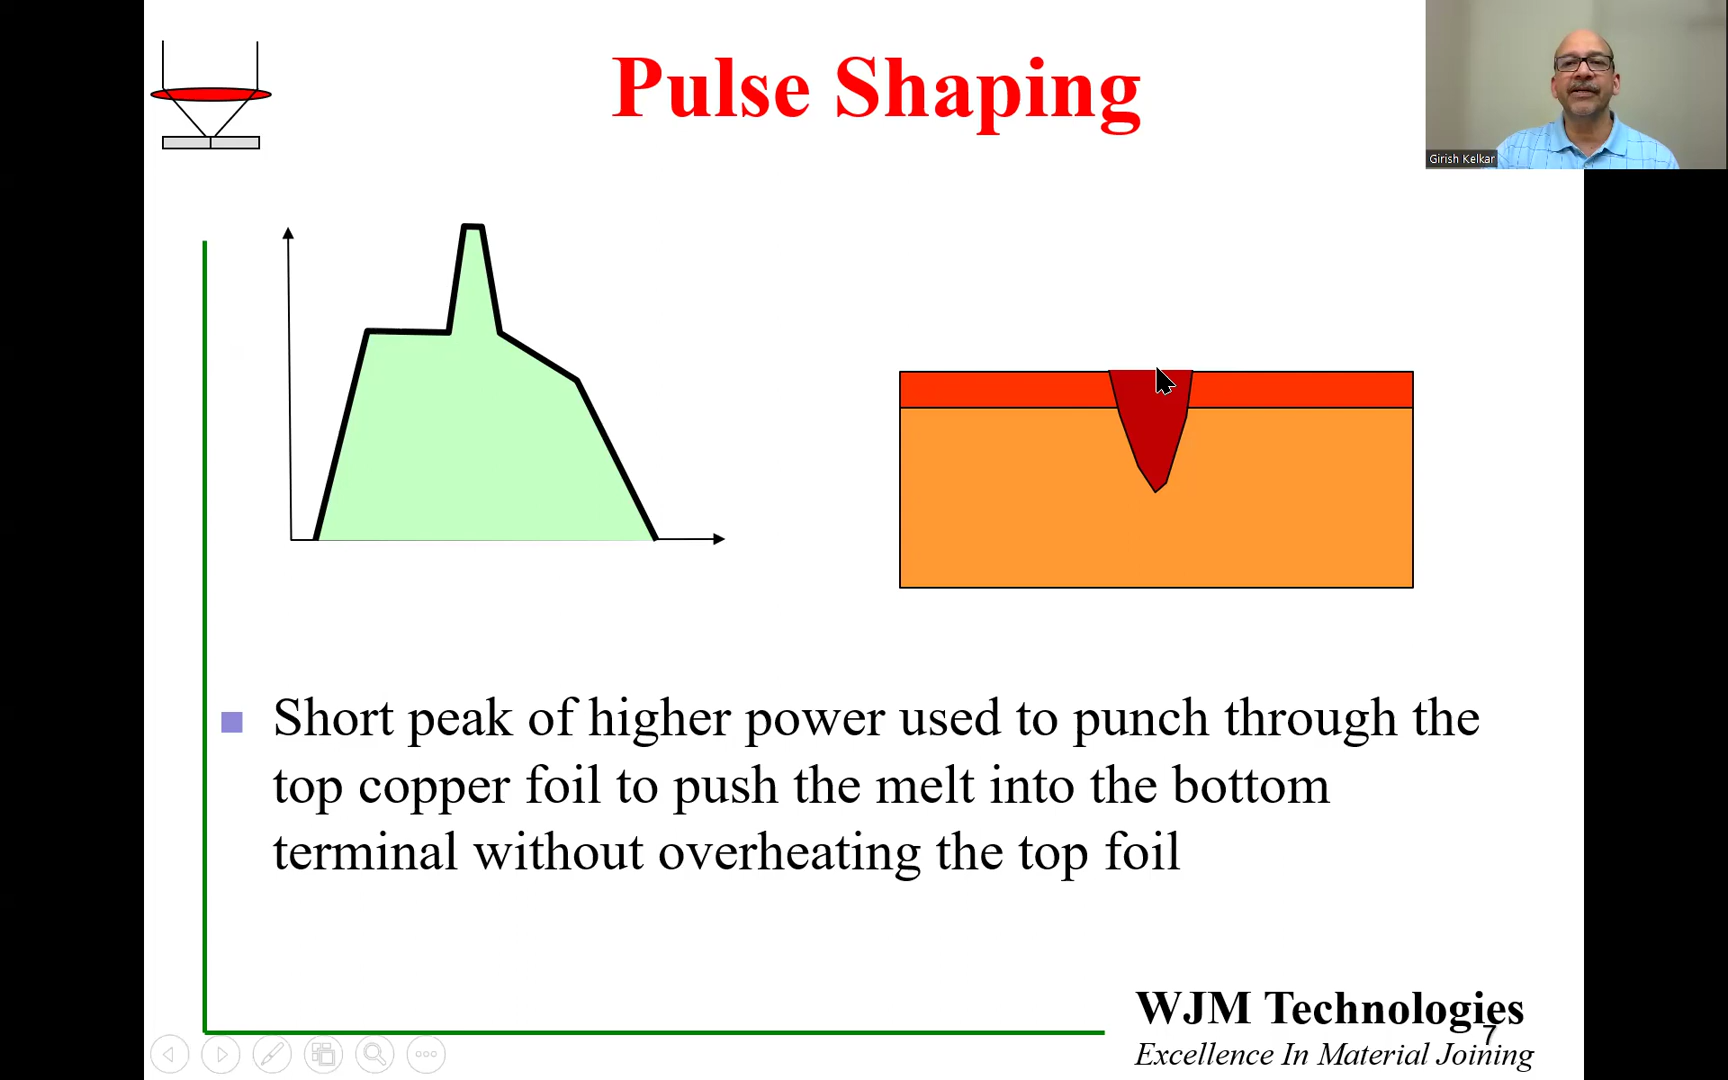 Pulse Shaping
Girish Kelkar
Short peak of higher power used to punch through the
top copper foil to push the melt into the bottom
terminal without overheating the top foil
WJM Technologies
7
Excellence In Material Joining